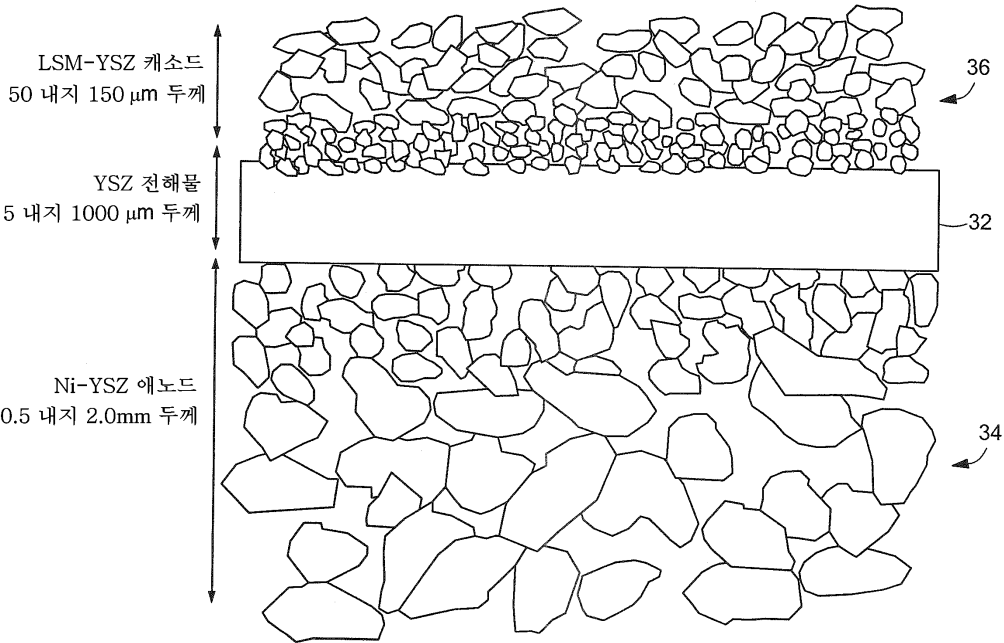 LSM-YSZ 캐소드
50 내지 150 μm 두께
36
YSZ 전해물
5 내지 1000 μm 두께
32
Ni-YSZ 애노드
0.5 내지 2.0mm 두께
34